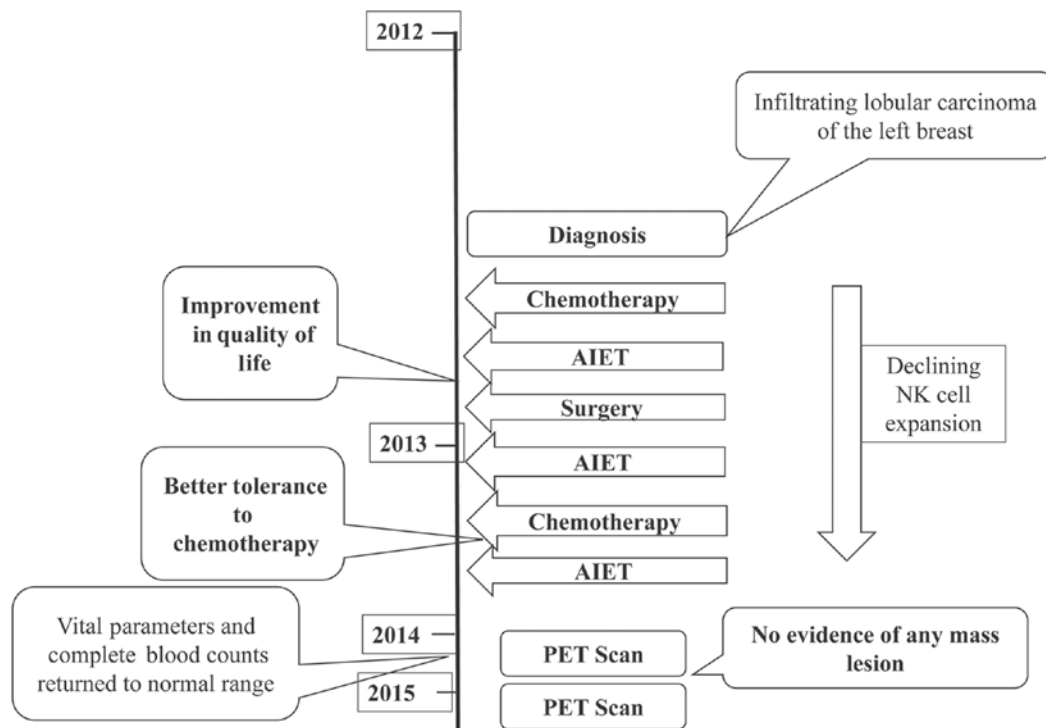 2012
Infiltrating lobular carcinoma
of the left breast
Diagnosis
Chemotherapy
Improvement
in quality of
life
AIET
Declining
NK cell
expansion
Surgery
2013
AIET
Better tolerance
to
chemotherapy
Chemotherapy
AIET
Vital parameters and
complete blood counts
returned to normal range
2014
PET Scan
No evidence of any mass
lesion
2015
PET Scan